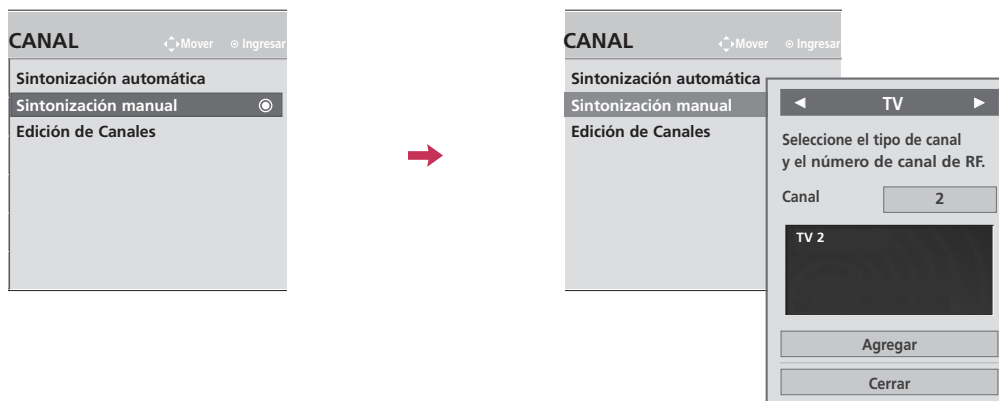 CANAL Mover Ingresar
Sintonización automática
Sintonización manual
Edición de Canales
CANAL Mover Ingresar
Sintonización automática
Sintonización manual
Edición de Canales
TV
Seleccione el tipo de canal
y el número de canal de RF.
Canal 2
TV 2
Agregar
Cerrar